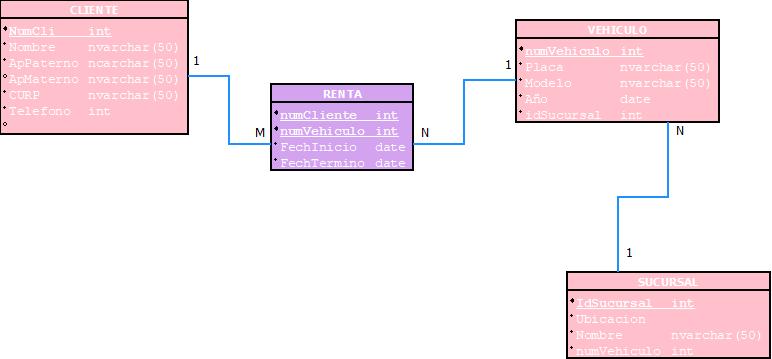 CLIENTE
NumCli int
Nombre nvarchar(50)
ApPaterno ncarchar(50)
ApMaterno nvarchar(50)
CURP nvarchar(50)
Telefono int
1
M
RENTA
numCliente int
numVehiculo int
FechInicio date
FechTermino date
N
1
VEHICULO
numVehiculo int
Placa nvarchar(50)
Modelo nvarchar(50)
Año date
idSucursal int
N
1
SUCURSAL
IdSucursal int
Ubicacion
Nombre nvarchar(50)
numVehiculo int